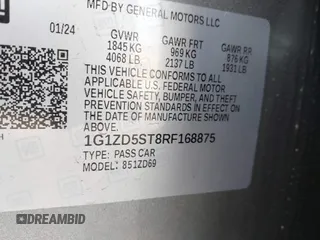 MFD BY GENERAL MOTORS LLC
01/24 GVWR GAWR FRT GAWR RR
1845 KG 969 KG 876 KG
4068 LB 2137 LB 1931 LB
THIS VEHICLE CONFORMS TO ALL
APPLICABLE U.S. FEDERAL MOTOR
VEHICLE SAFETY, BUMPER, AND THEFT
PREVENTION STANDARDS IN EFFECT ON
THE DATE OF MANUFACTURE SHOWN ABOVE.
1G1ZD5ST8RF168875
TYPE: PASS CAR
MODEL: 851ZD69
DREAMBID